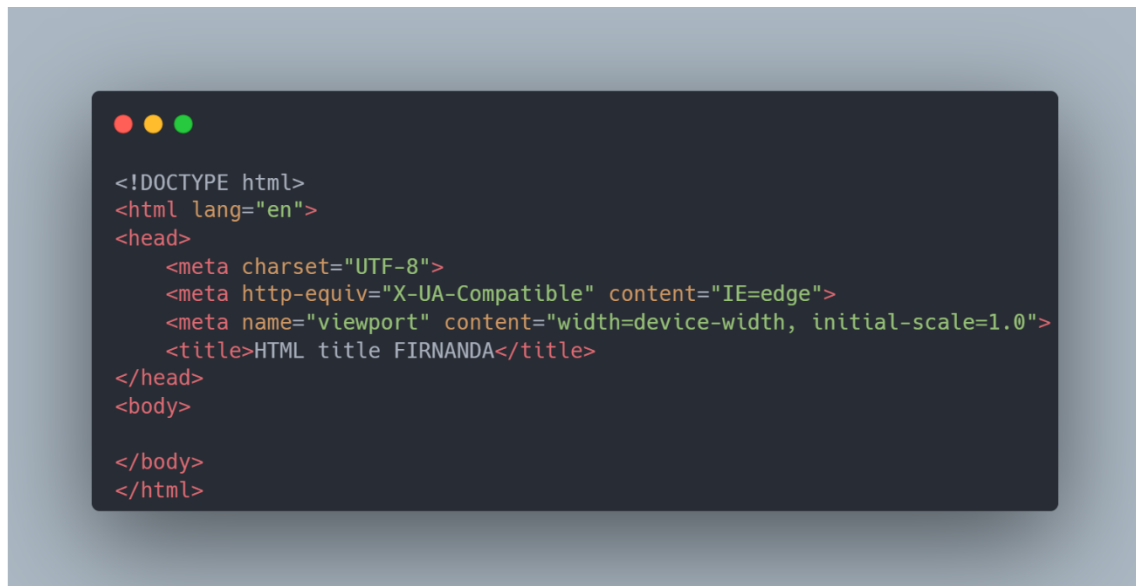 <!DOCTYPE html>
<html lang="en">
<head>
    <meta charset="UTF-8">
    <meta http-equiv="X-UA-Compatible" content="IE=edge">
    <meta name="viewport" content="width=device-width, initial-scale=1.0">
    <title>HTML title FIRNANDA</title>
</head>
<body>

</body>
</html>